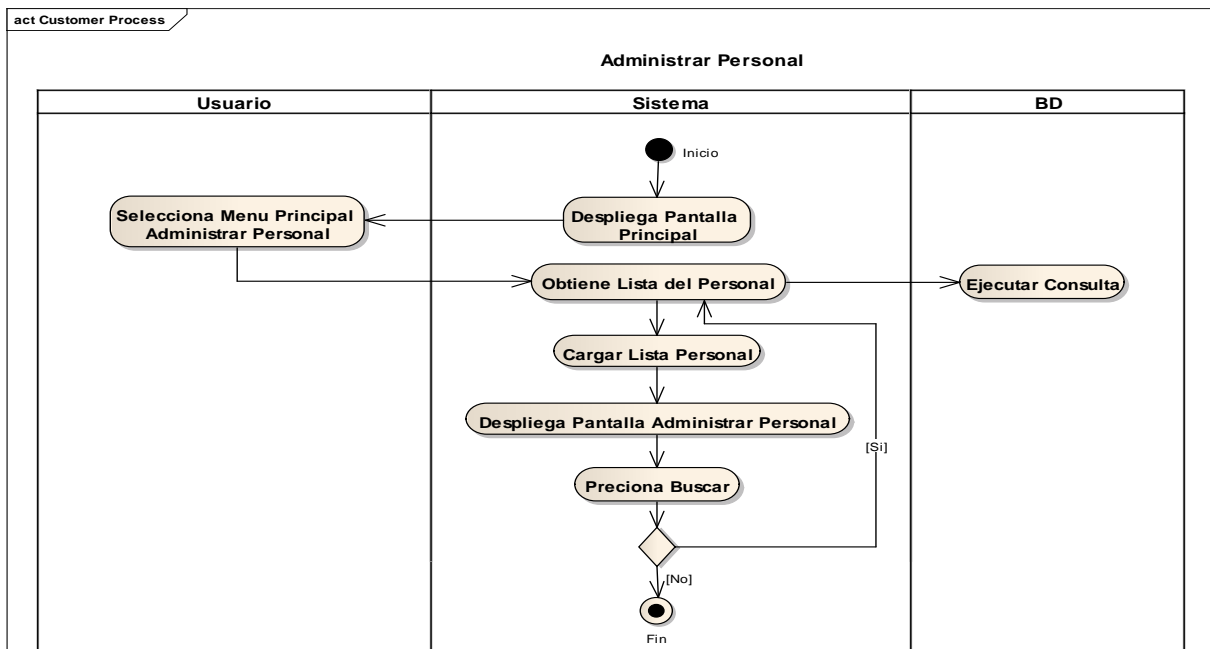 act Customer Process
Administrar Personal
Usuario
Sistema
BD
Inicio
Selecciona Menu Principal
Administrar Personal
Despliega Pantalla
Principal
Obtiene Lista del Personal
Ejecutar Consulta
Cargar Lista Personal
Despliega Pantalla Administrar Personal
[Si]
Preciona Buscar
[No]
Fin